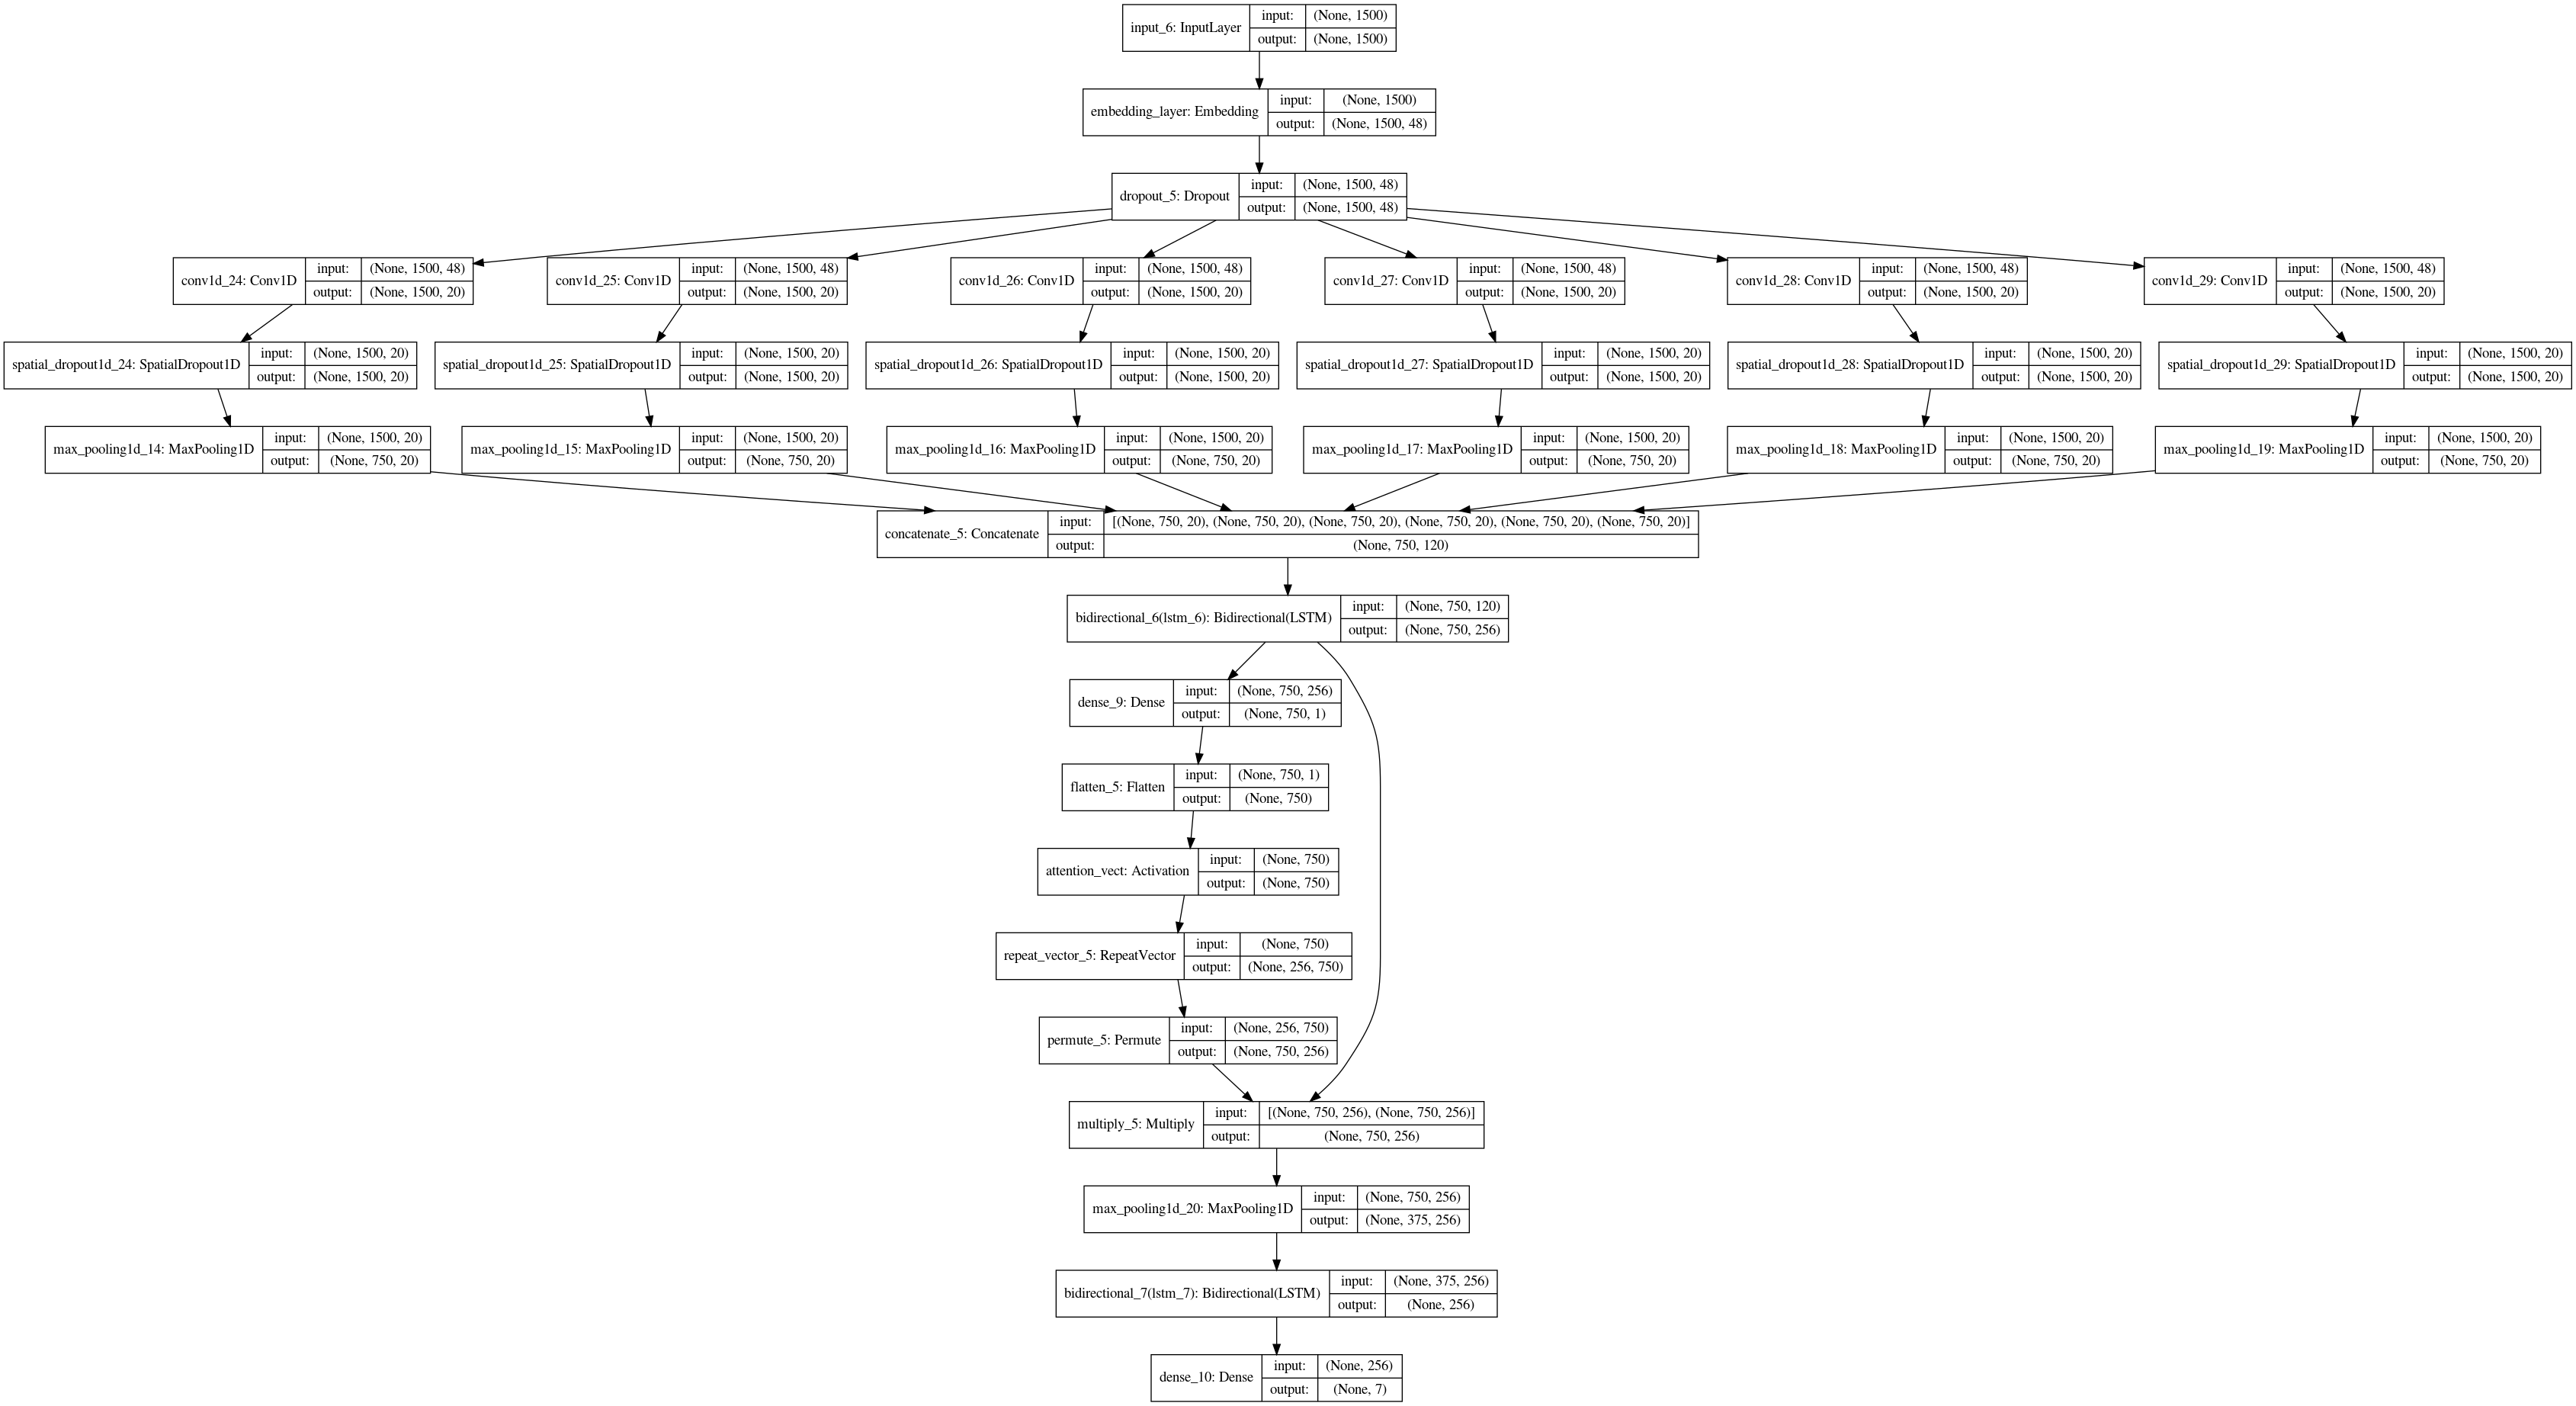 input_6: InputLayer
input: (None, 1500)
output: (None, 1500)
embedding_layer: Embedding
input: (None, 1500)
output: (None, 1500, 48)
dropout_5: Dropout
input: (None, 1500, 48)
output: (None, 1500, 48)
conv1d_24: Conv1D
input: (None, 1500, 48)
output: (None, 1500, 20)
conv1d_25: Conv1D
input: (None, 1500, 48)
output: (None, 1500, 20)
conv1d_26: Conv1D
input: (None, 1500, 48)
output: (None, 1500, 20)
conv1d_27: Conv1D
input: (None, 1500, 48)
output: (None, 1500, 20)
conv1d_28: Conv1D
input: (None, 1500, 48)
output: (None, 1500, 20)
conv1d_29: Conv1D
input: (None, 1500, 48)
output: (None, 1500, 20)
spatial_dropout1d_24: SpatialDropout1D
input: (None, 1500, 20)
output: (None, 1500, 20)
spatial_dropout1d_25: SpatialDropout1D
input: (None, 1500, 20)
output: (None, 1500, 20)
spatial_dropout1d_26: SpatialDropout1D
input: (None, 1500, 20)
output: (None, 1500, 20)
spatial_dropout1d_27: SpatialDropout1D
input: (None, 1500, 20)
output: (None, 1500, 20)
spatial_dropout1d_28: SpatialDropout1D
input: (None, 1500, 20)
output: (None, 1500, 20)
spatial_dropout1d_29: SpatialDropout1D
input: (None, 1500, 20)
output: (None, 1500, 20)
max_pooling1d_14: MaxPooling1D
input: (None, 1500, 20)
output: (None, 750, 20)
max_pooling1d_15: MaxPooling1D
input: (None, 1500, 20)
output: (None, 750, 20)
max_pooling1d_16: MaxPooling1D
input: (None, 1500, 20)
output: (None, 750, 20)
max_pooling1d_17: MaxPooling1D
input: (None, 1500, 20)
output: (None, 750, 20)
max_pooling1d_18: MaxPooling1D
input: (None, 1500, 20)
output: (None, 750, 20)
max_pooling1d_19: MaxPooling1D
input: (None, 1500, 20)
output: (None, 750, 20)
concatenate_5: Concatenate
input: [(None, 750, 20), (None, 750, 20), (None, 750, 20), (None, 750, 20), (None, 750, 20), (None, 750, 20)]
output: (None, 750, 120)
bidirectional_6(lstm_6): Bidirectional(LSTM)
input: (None, 750, 120)
output: (None, 750, 256)
dense_9: Dense
input: (None, 750, 256)
output: (None, 750, 1)
flatten_5: Flatten
input: (None, 750, 1)
output: (None, 750)
attention_vect: Activation
input: (None, 750)
output: (None, 750)
repeat_vector_5: RepeatVector
input: (None, 750)
output: (None, 256, 750)
permute_5: Permute
input: (None, 256, 750)
output: (None, 750, 256)
multiply_5: Multiply
input: [(None, 750, 256), (None, 750, 256)]
output: (None, 750, 256)
max_pooling1d_20: MaxPooling1D
input: (None, 750, 256)
output: (None, 375, 256)
bidirectional_7(lstm_7): Bidirectional(LSTM)
input: (None, 375, 256)
output: (None, 256)
dense_10: Dense
input: (None, 256)
output: (None, 7)